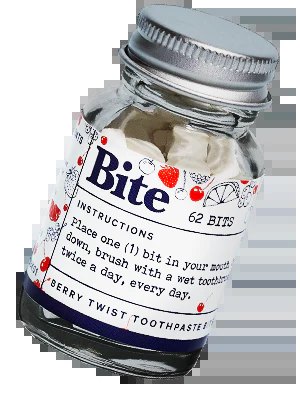 Bite
62 BITS
INSTRUCTIONS
Place one (1) bit in your mouth,
down, brush with a wet
twice a day, every day.
BERRY TWIST TOOTHPASTE